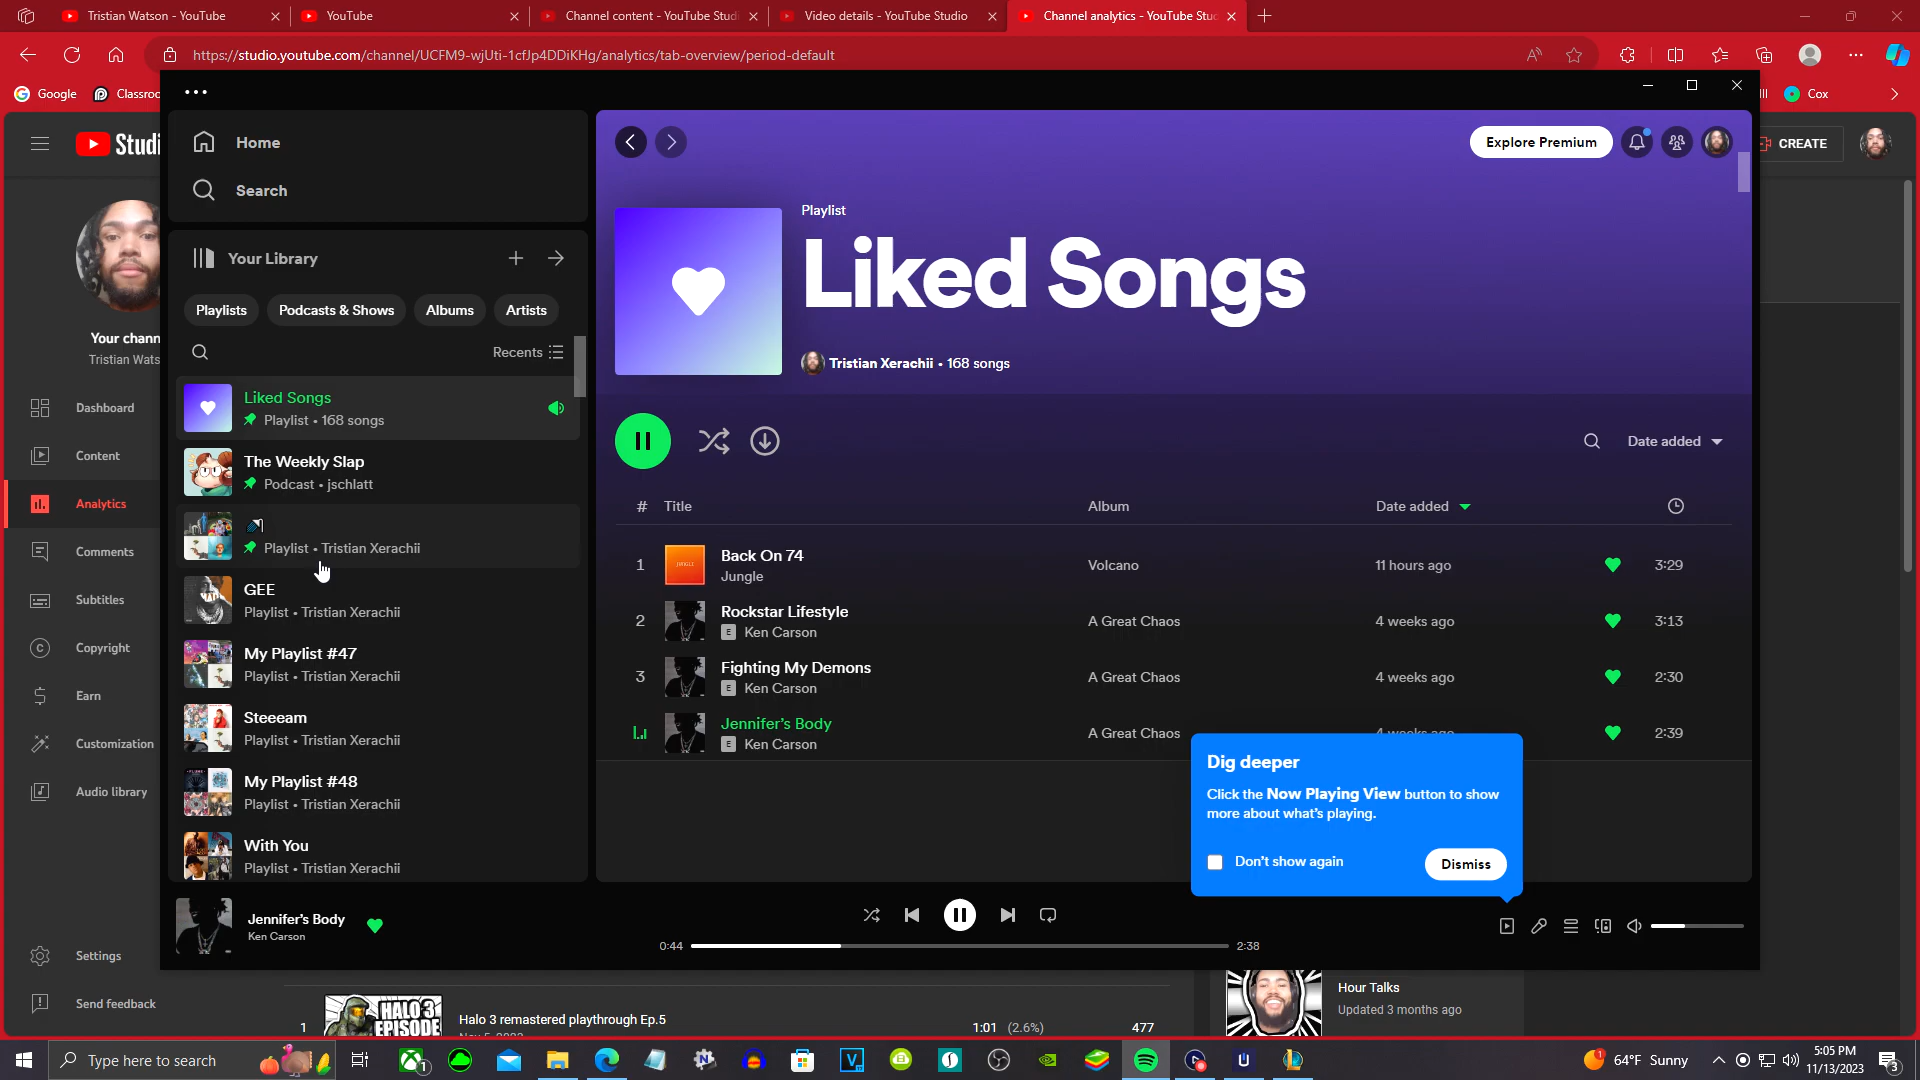 Tristian Watson - YouTube
YouTube
Channel content - YouTube Studi
Video details - YouTube Studio
Channel analytics - YouTube Stu
https://studio.youtube.com/channel/UCFM9-wjUti-1cfJp4DDiKHg/analytics/tab-overview/period-default
Google
Classroo
Cox
Studi
CREATE
Your chann
Tristian Wats
Dashboard
Content
Analytics
Comments
Subtitles
Copyright
Earn
Customization
Audio library
Settings
Send feedback
Home
Search
Your Library
Playlists
Podcasts & Shows
Albums
Artists
Recents
Liked Songs
Playlist • 168 songs
The Weekly Slap
Podcast • jschlatt
Playlist • Tristian Xerachii
GEE
Playlist • Tristian Xerachii
My Playlist #47
Playlist • Tristian Xerachii
Steeeam
Playlist • Tristian Xerachii
My Playlist #48
Playlist • Tristian Xerachii
With You
Playlist • Tristian Xerachii
Explore Premium
Playlist
Liked Songs
Tristian Xerachii • 168 songs
Date added
# Title Album Date added
1 Back On 74 Volcano 11 hours ago 3:29
Jungle
2 Rockstar Lifestyle A Great Chaos 4 weeks ago 3:13
E Ken Carson
3 Fighting My Demons A Great Chaos 4 weeks ago 2:30
E Ken Carson
Jennifer's Body A Great Chaos 4 weeks ago 2:39
E Ken Carson
Dig deeper
Click the Now Playing View button to show
more about what's playing.
Don't show again
Dismiss
Jennifer's Body
Ken Carson
0:44
2:38
HALO 3
EPISODE
1 Halo 3 remastered playthrough Ep.5 1:01 (2.6%) 477
Hour Talks
Updated 3 months ago
Type here to search
64°F Sunny
5:05 PM
11/13/2023